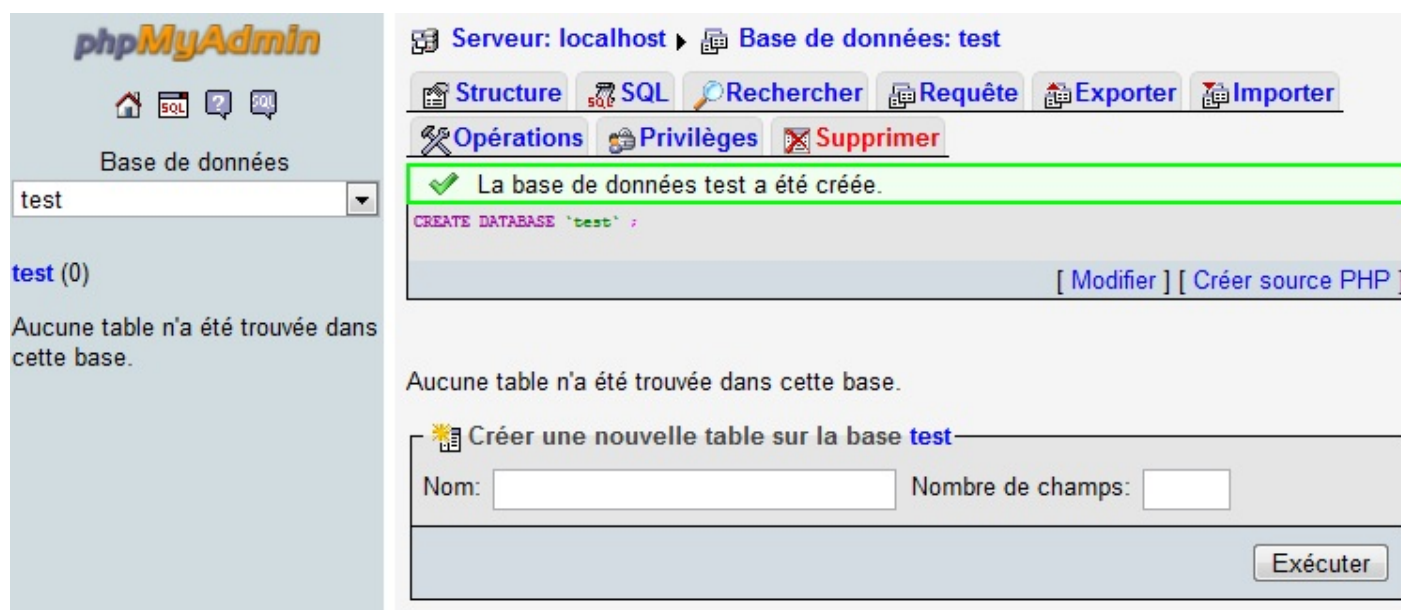 phpMyAdmin
SQL
SQL
Base de données
test
test (0)
Aucune table n'a été trouvée dans
cette base.
Serveur: localhost ▸ Base de données: test
Structure SQL Rechercher Requête Exporter Importer
Opérations Privilèges Supprimer
La base de données test a été créée.
CREATE DATABASE `test` ;
[ Modifier ] [ Créer source PHP ]
Aucune table n'a été trouvée dans cette base.
Créer une nouvelle table sur la base test
Nom: Nombre de champs:
Exécuter